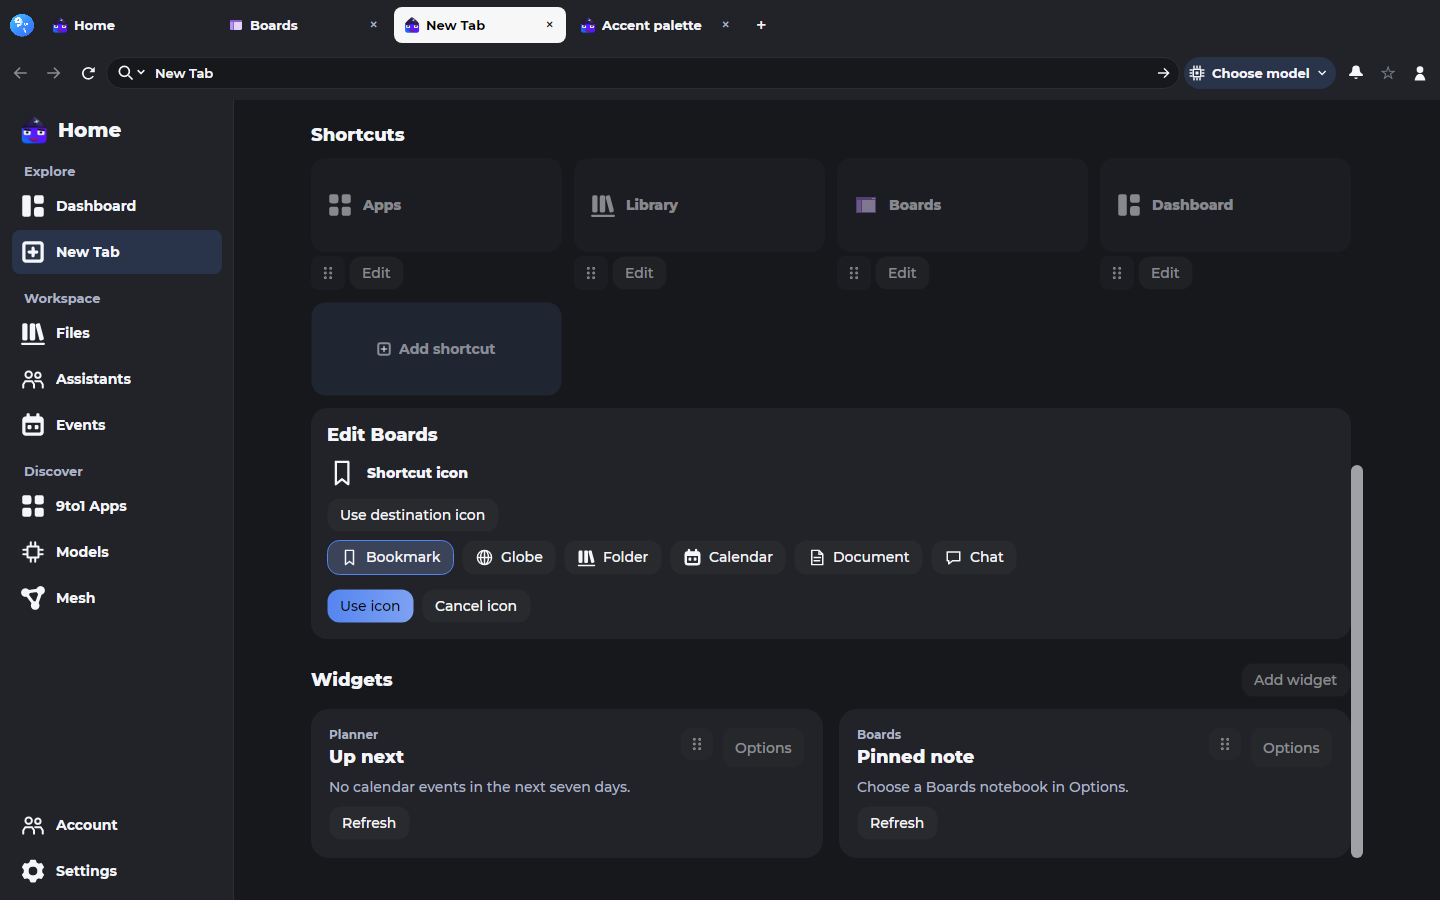 Home
Boards
New Tab
Accent palette
New Tab
Choose model
Home
Explore
Dashboard
New Tab
Workspace
Files
Assistants
Events
Discover
9to1 Apps
Models
Mesh
Account
Settings
Shortcuts
Apps
Library
Boards
Dashboard
Edit
Edit
Edit
Edit
Add shortcut
Edit Boards
Shortcut icon
Use destination icon
Bookmark
Globe
Folder
Calendar
Document
Chat
Use icon
Cancel icon
Widgets
Add widget
Planner
Up next
Options
No calendar events in the next seven days.
Refresh
Boards
Pinned note
Options
Choose a Boards notebook in Options.
Refresh